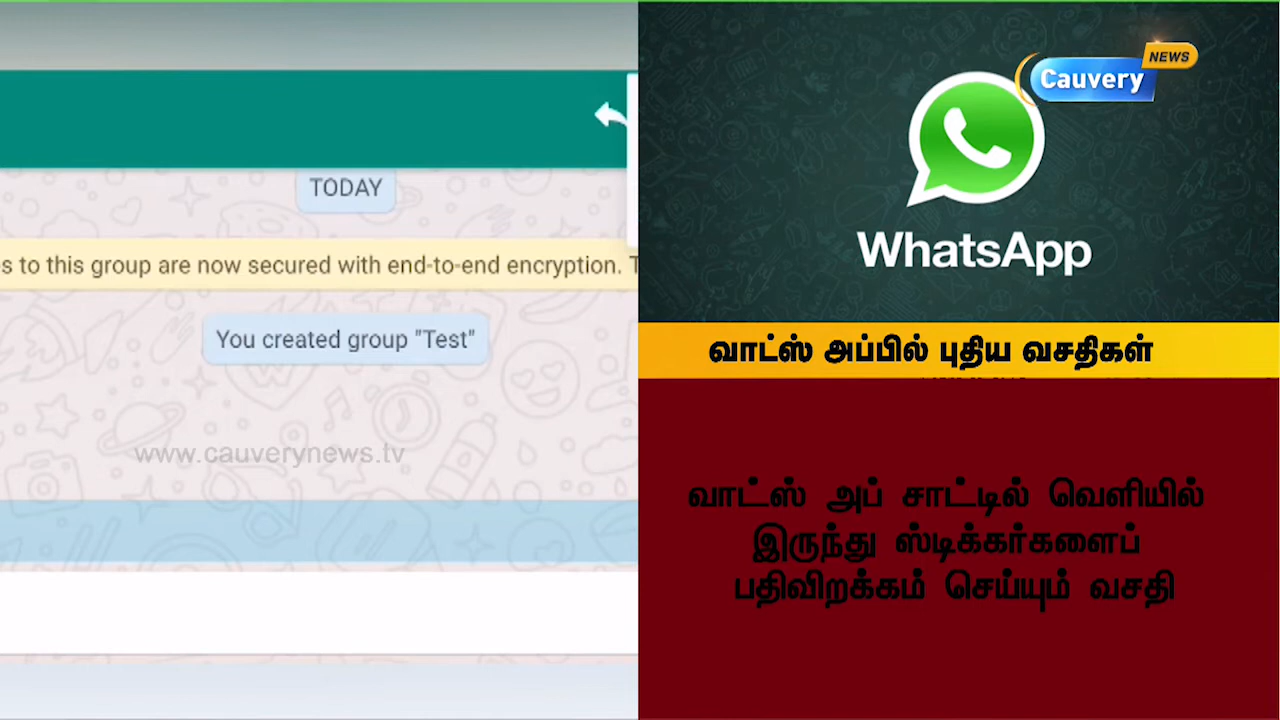 TODAY
s to this group are now secured with end-to-end encryption. T
You created group "Test"
www.cauverynews.tv
Cauvery NEWS
WhatsApp
வாட்ஸ் அப்பில் புதிய வசதிகள்
வாட்ஸ் அப் சாட்டில் வெளியில்
இருந்து ஸ்டிக்கர்களைப்
பதிவிறக்கம் செய்யும் வசதி